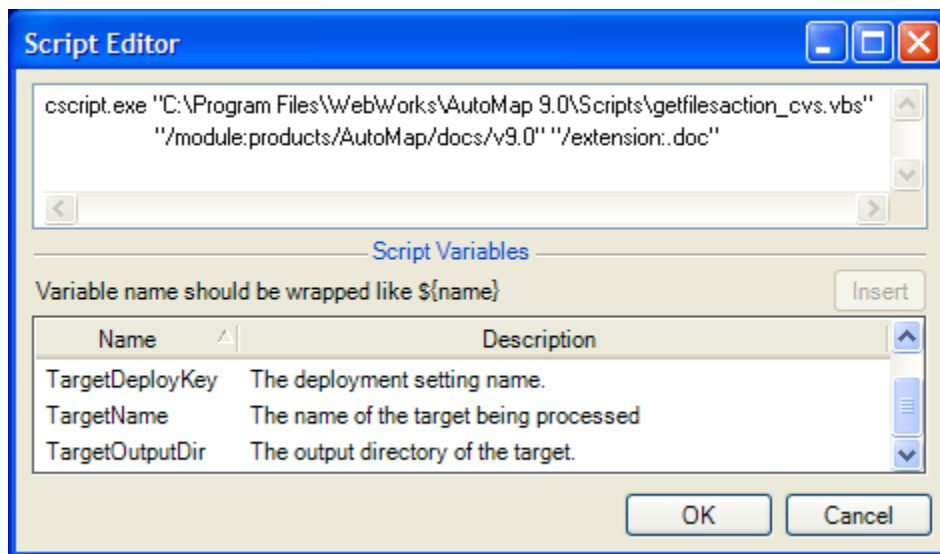 Script Editor
cscript.exe "C:\Program Files\WebWorks\AutoMap 9.0\Scripts\getfilesaction_cvs.vbs"
"/module:products/AutoMap/docs/v9.0" "/extension:.doc"
Script Variables
Variable name should be wrapped like ${name}
Insert
Name Description
TargetDeployKey The deployment setting name.
TargetName The name of the target being processed
TargetOutputDir The output directory of the target.
OK Cancel